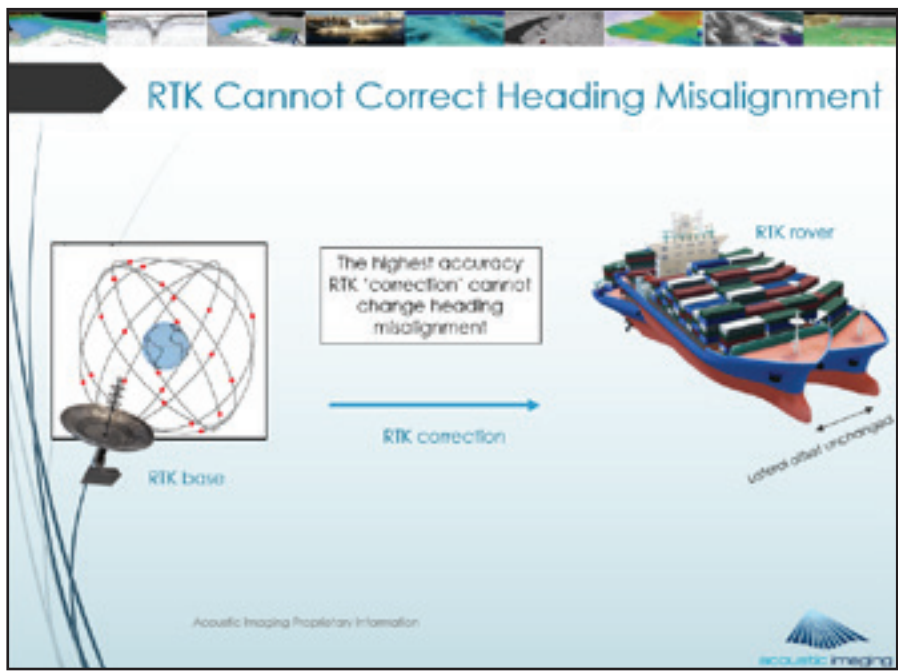 RTK Cannot Correct Heading Misalignment
The highest accuracy
RTK 'correction' cannot
change heading
misalignment
RTK rover
RTK correction
Lateral offset unchanged
RTK base
Acoustic Imaging Proprietary Information
acoustic imaging